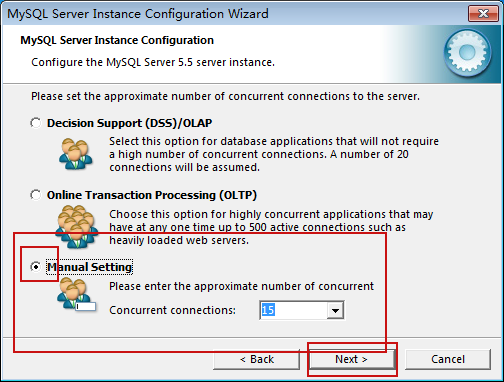 MySQL Server Instance Configuration Wizard
MySQL Server Instance Configuration
Configure the MySQL Server 5.5 server instance.
Please set the approximate number of concurrent connections to the server.
Decision Support (DSS)/OLAP
Select this option for database applications that will not require
a high number of concurrent connections. A number of 20
connections will be assumed.
Online Transaction Processing (OLTP)
Choose this option for highly concurrent applications that may
have at any one time up to 500 active connections such as
heavily loaded web servers.
Manual Setting
Please enter the approximate number of concurrent
Concurrent connections: 15
< Back Next > Cancel